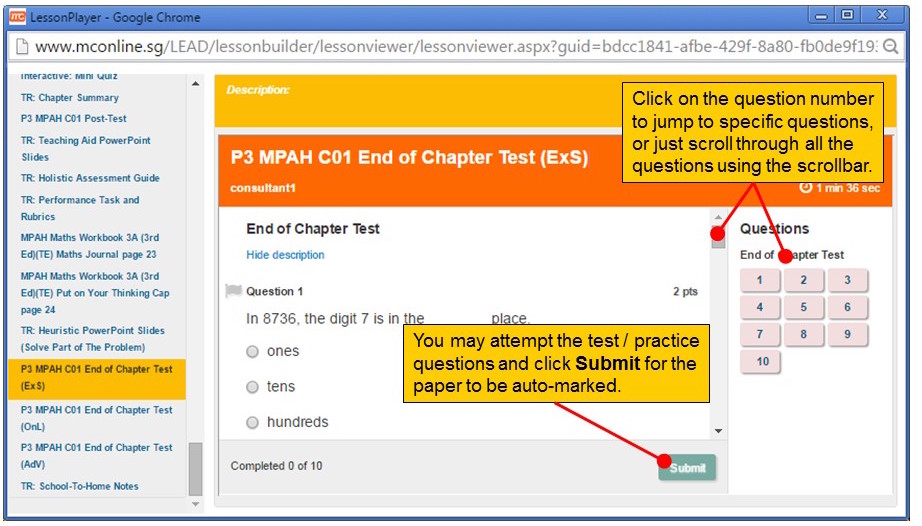 LessonPlayer - Google Chrome
www.mconline.sg/LEAD/lessonbuilder/lessonviewer/lessonviewer.aspx?guid=bdcc1841-afbe-429f-8a80-fb0de9f19
Interactive: Mini Quiz
TR: Chapter Summary
P3 MPAH C01 Post-Test
TR: Teaching Aid PowerPoint
Slides
TR: Holistic Assessment Guide
TR: Performance Task and
Rubrics
MPAH Maths Workbook 3A (3rd
Ed)(TE) Maths Journal page 23
MPAH Maths Workbook 3A (3rd
Ed)(TE) Put on Your Thinking Cap
page 24
TR: Heuristic PowerPoint Slides
(Solve Part of The Problem)
P3 MPAH C01 End of Chapter Test
(ExS)
P3 MPAH C01 End of Chapter Test
(OnL)
P3 MPAH C01 End of Chapter Test
(AdV)
TR: School-To-Home Notes
Description:
Click on the question number
to jump to specific questions,
or just scroll through all the
questions using the scrollbar.
P3 MPAH C01 End of Chapter Test (ExS)
consultant1
1 min 36 sec
End of Chapter Test
Hide description
Question 1
2 pts
In 8736, the digit 7 is in the ________ place.
ones
tens
hundreds
You may attempt the test / practice
questions and click Submit for the
paper to be auto-marked.
Completed 0 of 10
Submit
Questions
End of Chapter Test
1 2 3
4 5 6
7 8 9
10